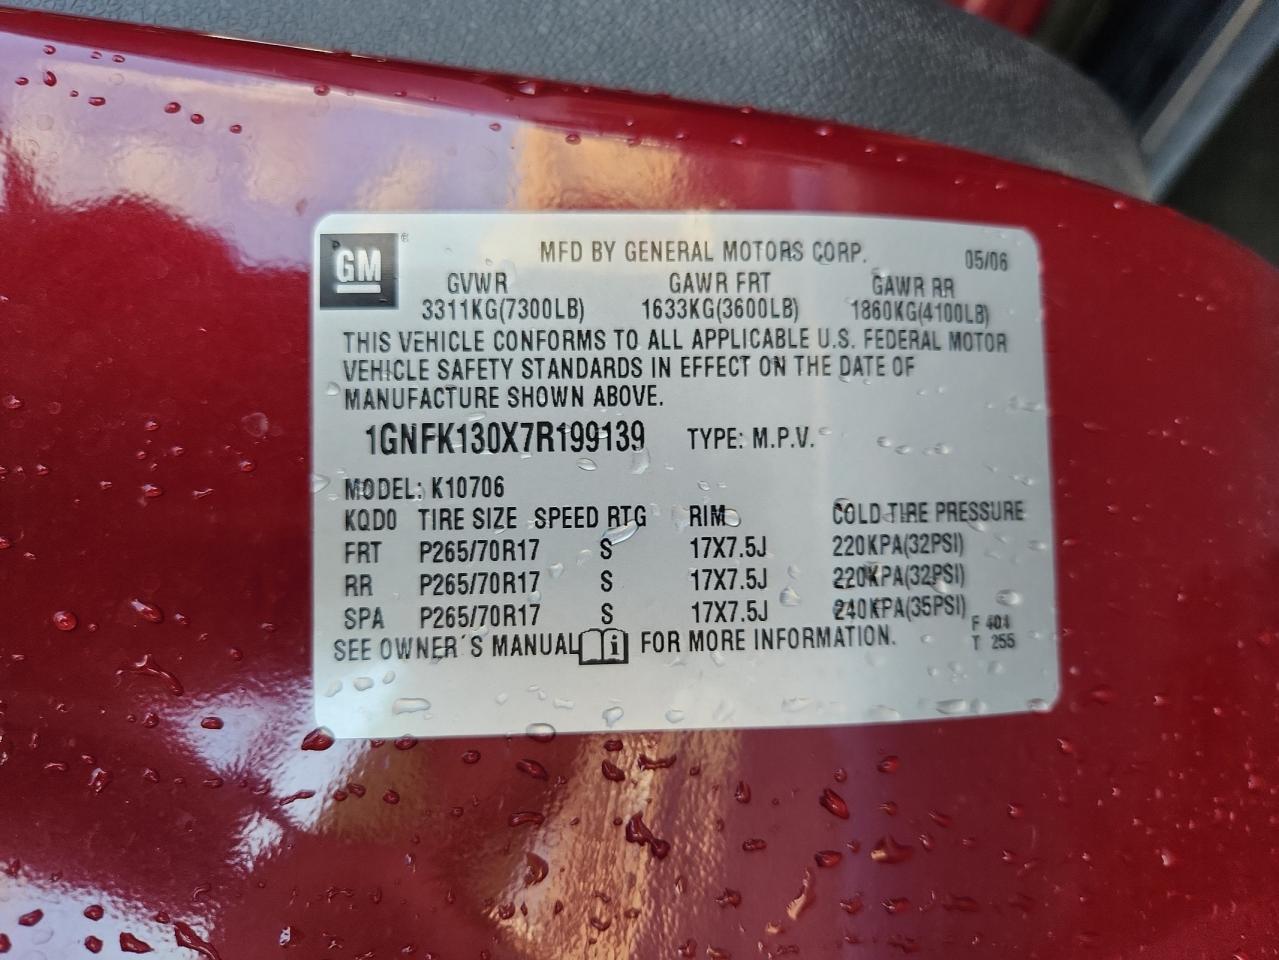 GM ®
MFD BY GENERAL MOTORS CORP. 05/06
GVWR GAWR FRT GAWR RR
3311KG(7300LB) 1633KG(3600LB) 1860KG(4100LB)
THIS VEHICLE CONFORMS TO ALL APPLICABLE U.S. FEDERAL MOTOR
VEHICLE SAFETY STANDARDS IN EFFECT ON THE DATE OF
MANUFACTURE SHOWN ABOVE.
1GNFK130X7R199139 TYPE: M.P.V.
MODEL: K10706
KQD0 TIRE SIZE SPEED RTG RIM COLD TIRE PRESSURE
FRT P265/70R17 S 17X7.5J 220KPA(32PSI)
RR P265/70R17 S 17X7.5J 220KPA(32PSI)
SPA P265/70R17 S 17X7.5J 240KPA(35PSI)
F 401
SEE OWNER´S MANUAL i FOR MORE INFORMATION. T 255